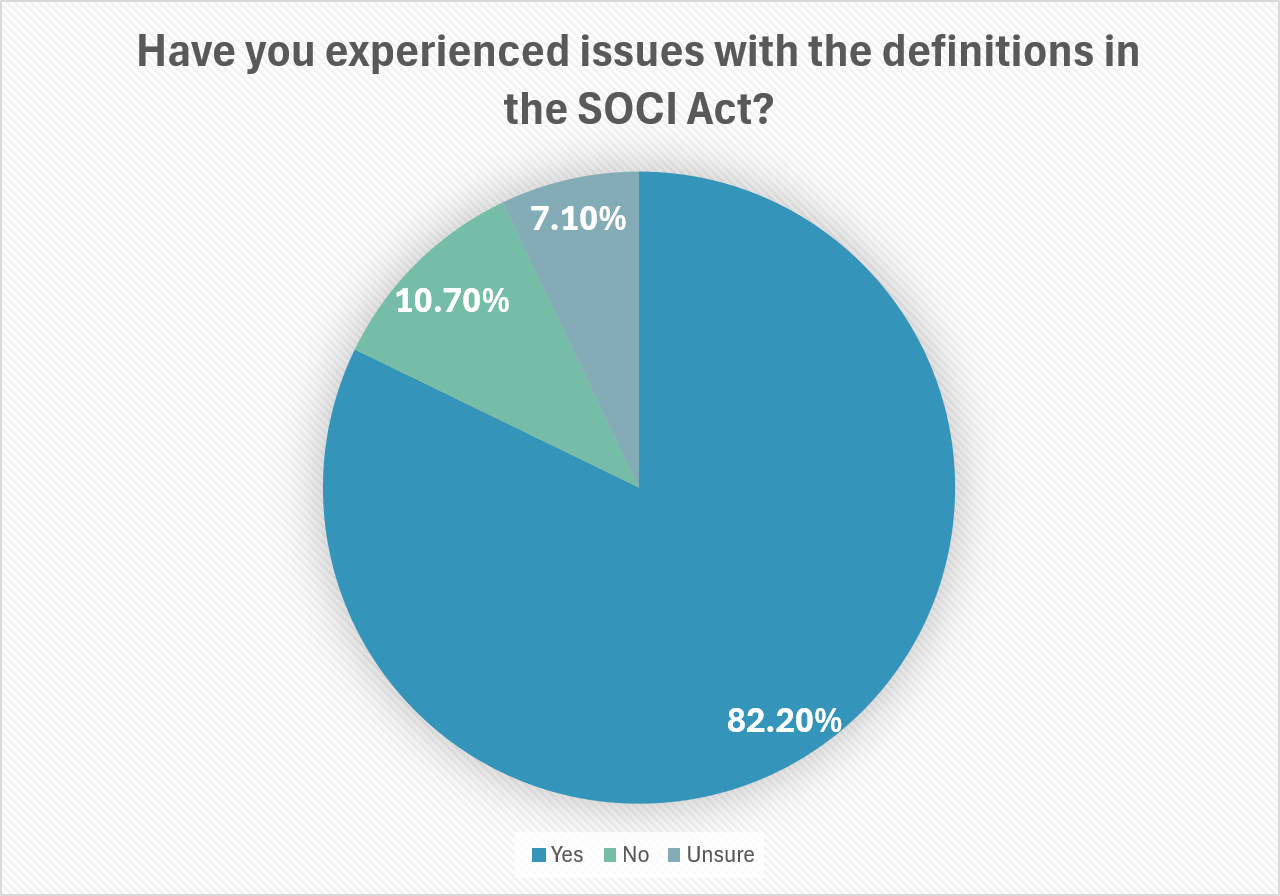 Have you experienced issues with the definitions in
the SOCI Act?
7.10%
10.70%
82.20%
Yes No Unsure